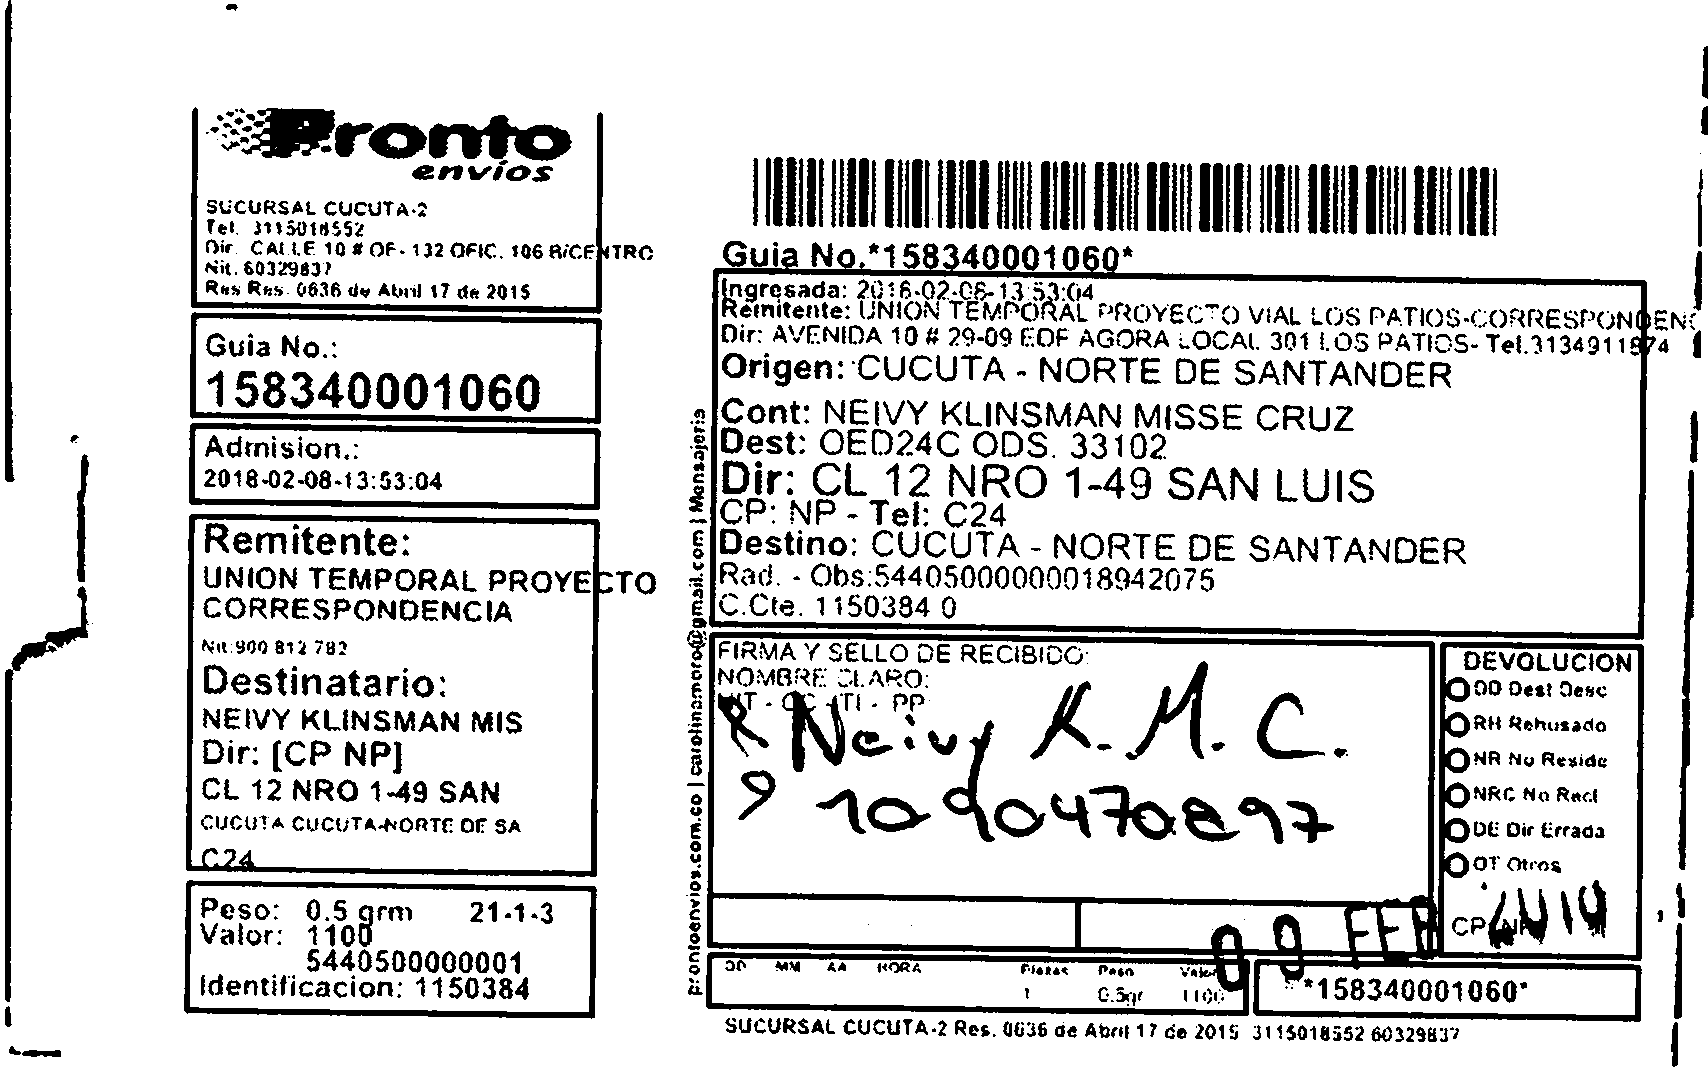 Pronto
envíos
SUCURSAL CUCUTA-2
Tel. 3115018552
Dir. CALLE 10 # OF- 132 OFIC. 106 B/CENTRO
Nit. 60329837
Res Res. 0636 de Abril 17 de 2015
Guia No.:
158340001060
Admision.:
2018-02-08-13:53:04
Remitente:
UNION TEMPORAL PROYECTO
CORRESPONDENCIA
Nit:900 812 782
Destinatario:
NEIVY KLINSMAN MIS
Dir: [CP NP]
CL 12 NRO 1-49 SAN
CUCUTA CUCUTA-NORTE DE SA
C24
Peso: 0.5 grm 21-1-3
Valor: 1100
5440500000001
Identificacion: 1150384
prontoenvios.com.co | carolinamoro@gmail.com | Mensajeria
Guia No.*158340001060*
Ingresada: 2018-02-08-13:53:04
Remitente: UNION TEMPORAL PROYECTO VIAL LOS PATIOS-CORRESPONDENC
Dir: AVENIDA 10 # 29-09 EDF AGORA LOCAL 301 LOS PATIOS- Tel.3134911874
Origen: CUCUTA - NORTE DE SANTANDER
Cont: NEIVY KLINSMAN MISSE CRUZ
Dest: OED24C ODS. 33102
Dir: CL 12 NRO 1-49 SAN LUIS
CP: NP - Tel: C24
Destino: CUCUTA - NORTE DE SANTANDER
Rad. - Obs:54405000000018942075
C.Cte. 1150384 0
FIRMA Y SELLO DE RECIBIDO:
NOMBRE CLARO:
NIT - CC -TI - PP
Neivy K. M. C.
1090470897
DEVOLUCION
DD Dest Desc
RH Rehusado
NR No Reside
NRC No Recl
DE Dir Errada
OT Otros
CP: NP
09 FEB
DD MM AA HORA Piezas Peso Valor
1 0.5gr 1100
*158340001060*
SUCURSAL CUCUTA-2 Res. 0636 de Abril 17 de 2015 3115018552 60329837